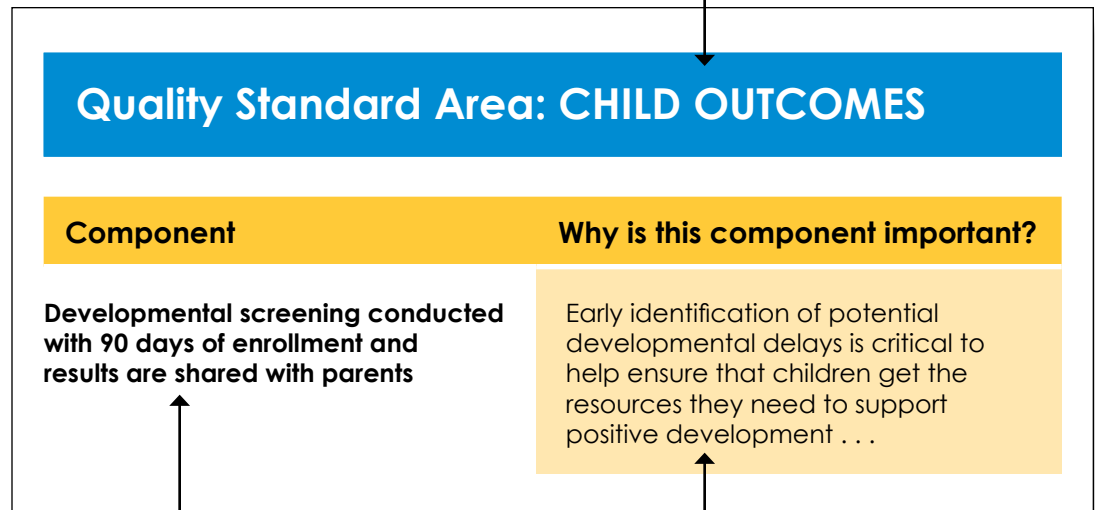 Quality Standard Area: CHILD OUTCOMES
Component
Why is this component important?
Developmental screening conducted
with 90 days of enrollment and
results are shared with parents
Early identification of potential
developmental delays is critical to
help ensure that children get the
resources they need to support
positive development . . .